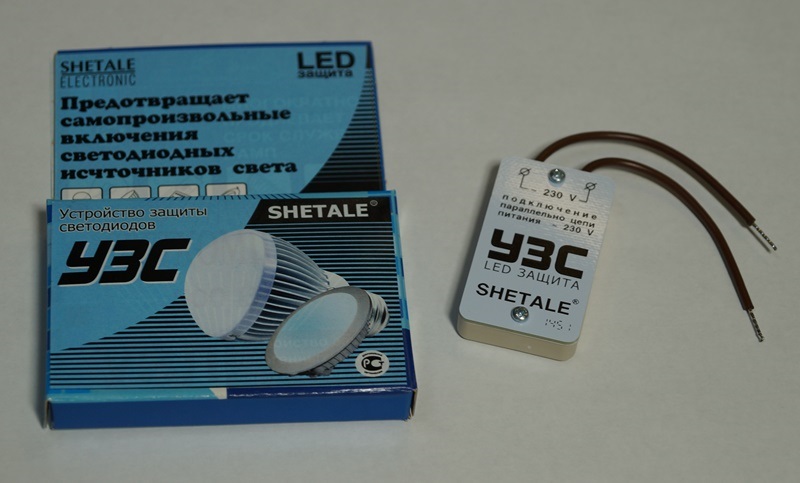 SHETALE
ELECTRONIC
LED
защита
Предотвращает
самопроизвольные
включения
светодиодных
исчточников света
Устройство защиты
светодиодов
SHETALE®
УЗС
230 V
подключение
параллельно цепи
питания ~ 230 V
УЗС
LED ЗАЩИТА
SHETALE®
1451